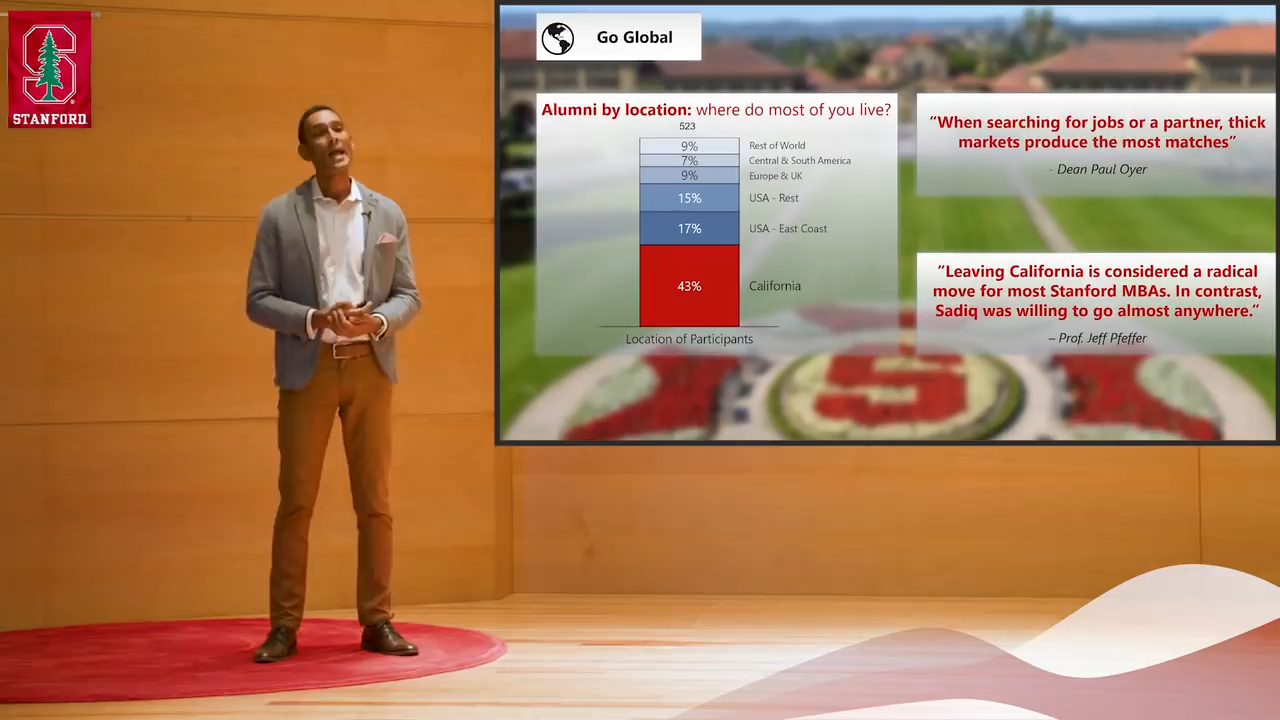 STANFORD
Go Global
Alumni by location: where do most of you live?
523
9% Rest of World
7% Central & South America
9% Europe & UK
15% USA - Rest
17% USA - East Coast
43% California
Location of Participants
“When searching for jobs or a partner, thick
markets produce the most matches”
- Dean Paul Oyer
“Leaving California is considered a radical
move for most Stanford MBAs. In contrast,
Sadiq was willing to go almost anywhere.”
– Prof. Jeff Pfeffer